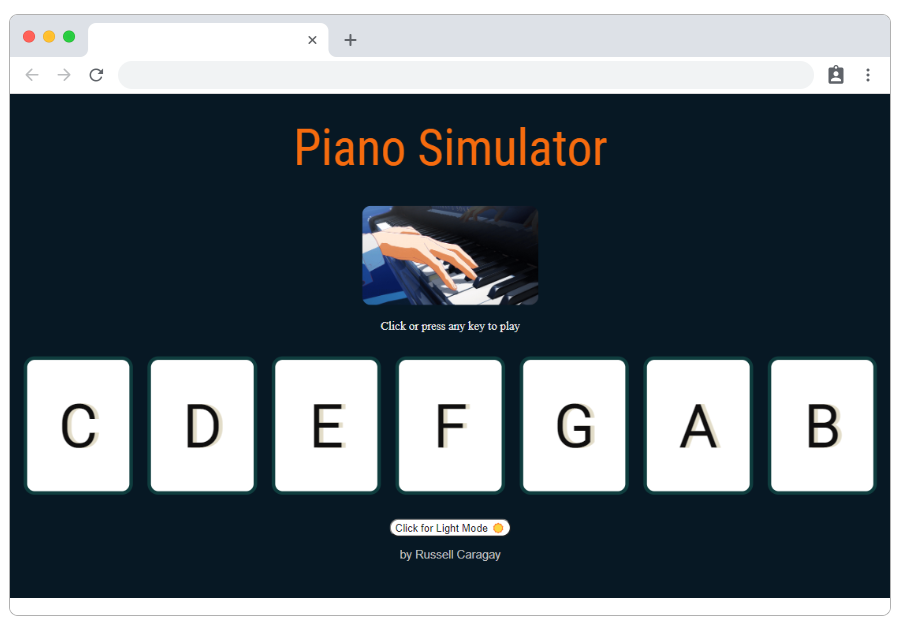 Piano Simulator
Click or press any key to play
C D E F G A B
Click for Light Mode
by Russell Caragay